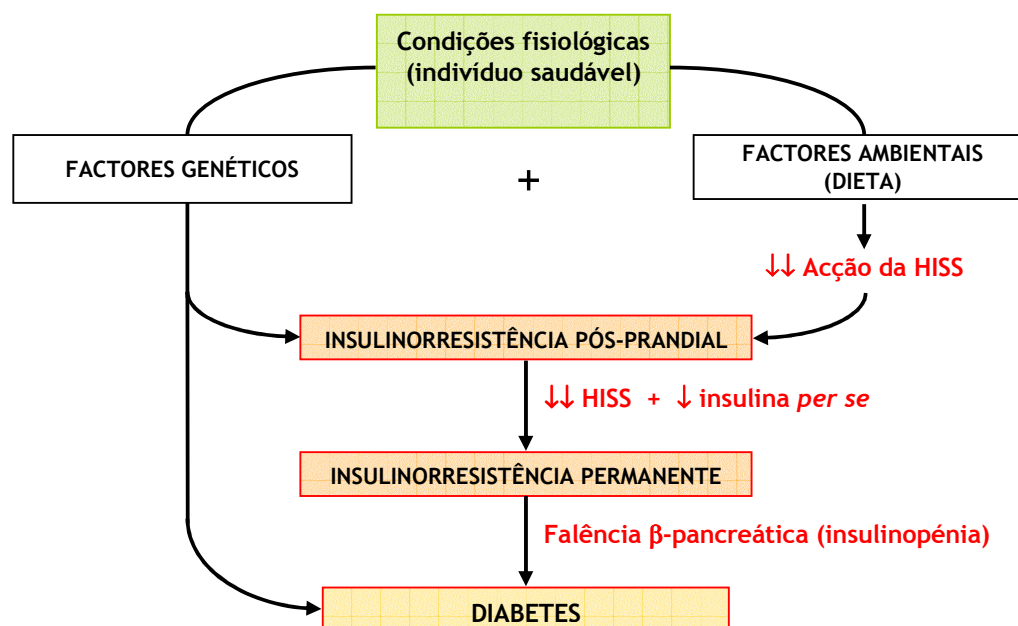 Condições fisiológicas
(indivíduo saudável)
FACTORES GENÉTICOS
+
FACTORES AMBIENTAIS
(DIETA)
↓↓ Acção da HISS
INSULINORRESISTÊNCIA PÓS-PRANDIAL
↓↓ HISS + ↓ insulina per se
INSULINORRESISTÊNCIA PERMANENTE
Falência β-pancreática (insulinopénia)
DIABETES